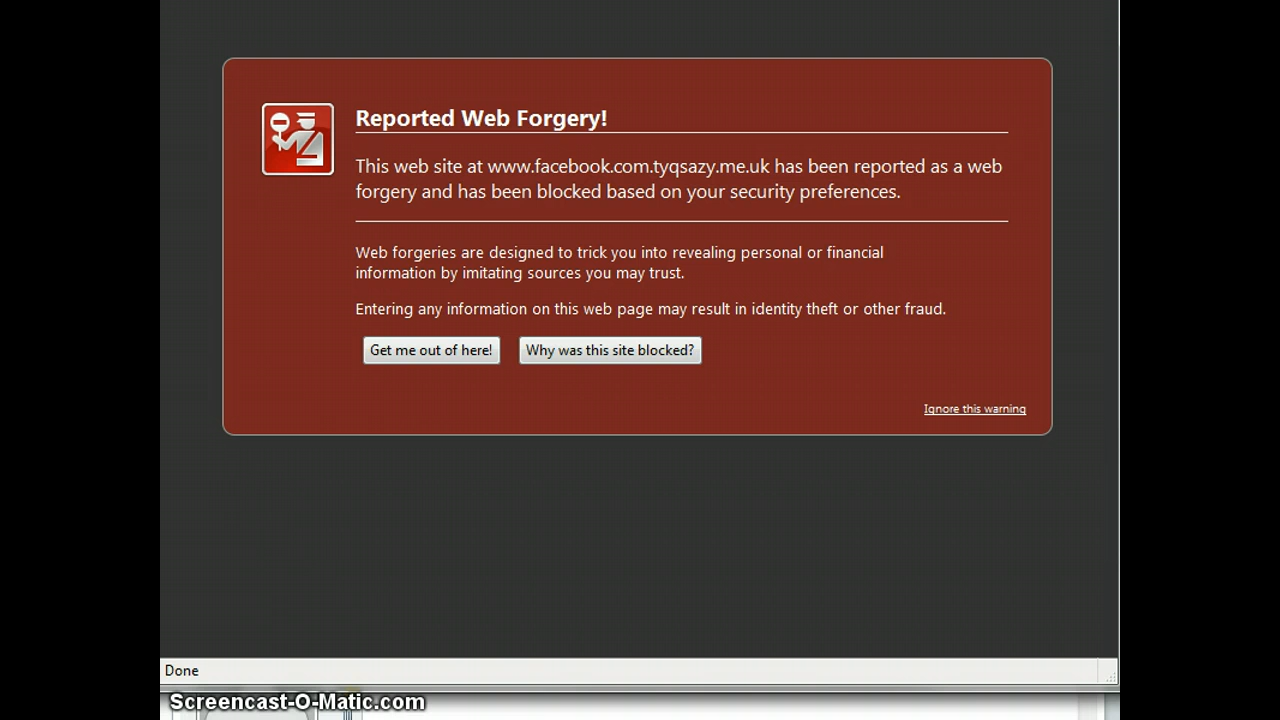 Reported Web Forgery!
This web site at www.facebook.com.tyqsazy.me.uk has been reported as a web
forgery and has been blocked based on your security preferences.
Web forgeries are designed to trick you into revealing personal or financial
information by imitating sources you may trust.
Entering any information on this web page may result in identity theft or other fraud.
Get me out of here! Why was this site blocked?
Ignore this warning
Done
Screencast-O-Matic.com